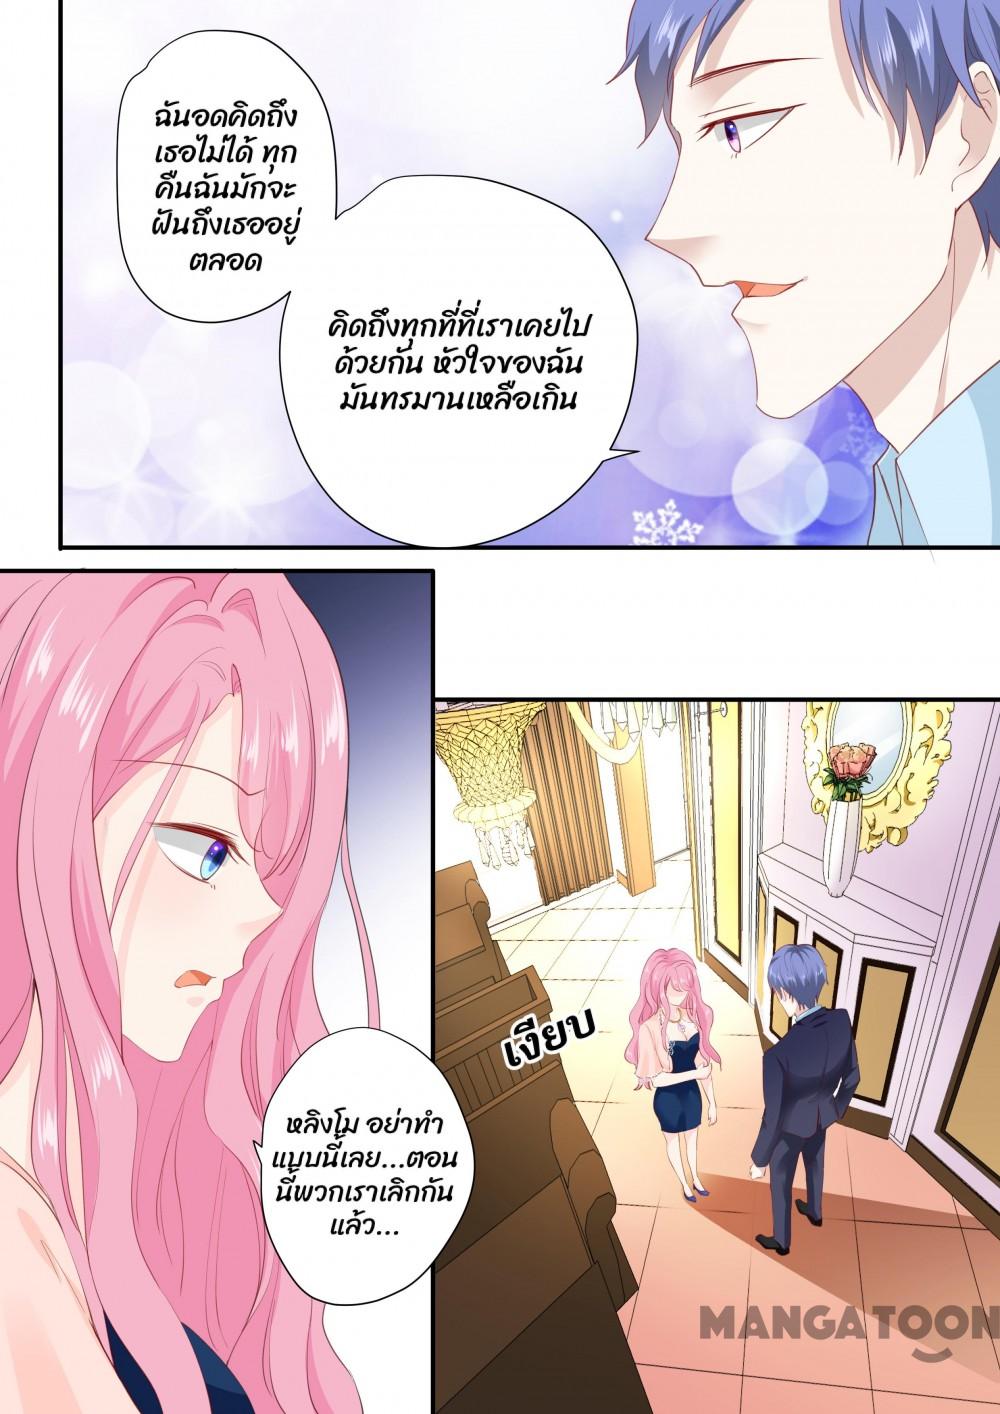 ฉันอดคิดถึง
เธอไม่ได้ ทุก
คืนฉันมักจะ
ฝันถึงเธออยู่
ตลอด
คิดถึงทุกที่ที่เราเคยไป
ด้วยกัน หัวใจของฉัน
มันทรมานเหลือเกิน
เงียบ
หลิงโม อย่าทำ
แบบนี้เลย...ตอน
นี้พวกเราเลิกกัน
แล้ว...
MANGATOON